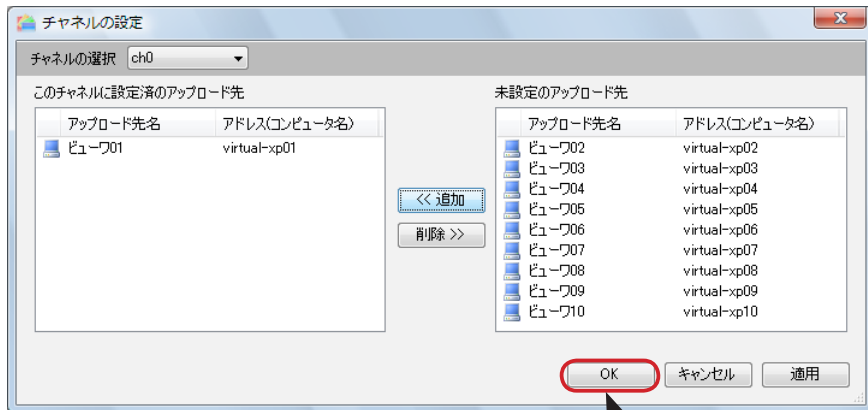 チャネルの設定
チャネルの選択 ch0
このチャネルに設定済のアップロード先
アップロード先名 アドレス(コンピュータ名)
ビューワ01 virtual-xp01
<< 追加
削除 >>
未設定のアップロード先
アップロード先名 アドレス(コンピュータ名)
ビューワ02 virtual-xp02
ビューワ03 virtual-xp03
ビューワ04 virtual-xp04
ビューワ05 virtual-xp05
ビューワ06 virtual-xp06
ビューワ07 virtual-xp07
ビューワ08 virtual-xp08
ビューワ09 virtual-xp09
ビューワ10 virtual-xp10
OK キャンセル 適用